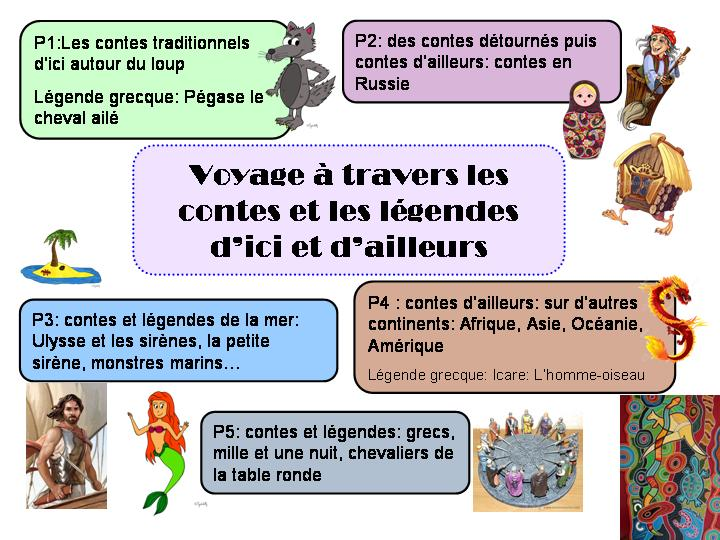 P1:Les contes traditionnels
d'ici autour du loup
Légende grecque: Pégase le
cheval ailé
P2: des contes détournés puis
contes d'ailleurs: contes en
Russie
Voyage à travers les
contes et les légendes
d'ici et d'ailleurs
P3: contes et légendes de la mer:
Ulysse et les sirènes, la petite
sirène, monstres marins...
P4 : contes d'ailleurs: sur d'autres
continents: Afrique, Asie, Océanie,
Amérique
Légende grecque: Icare: L'homme-oiseau
P5: contes et légendes: grecs,
mille et une nuit, chevaliers de
la table ronde